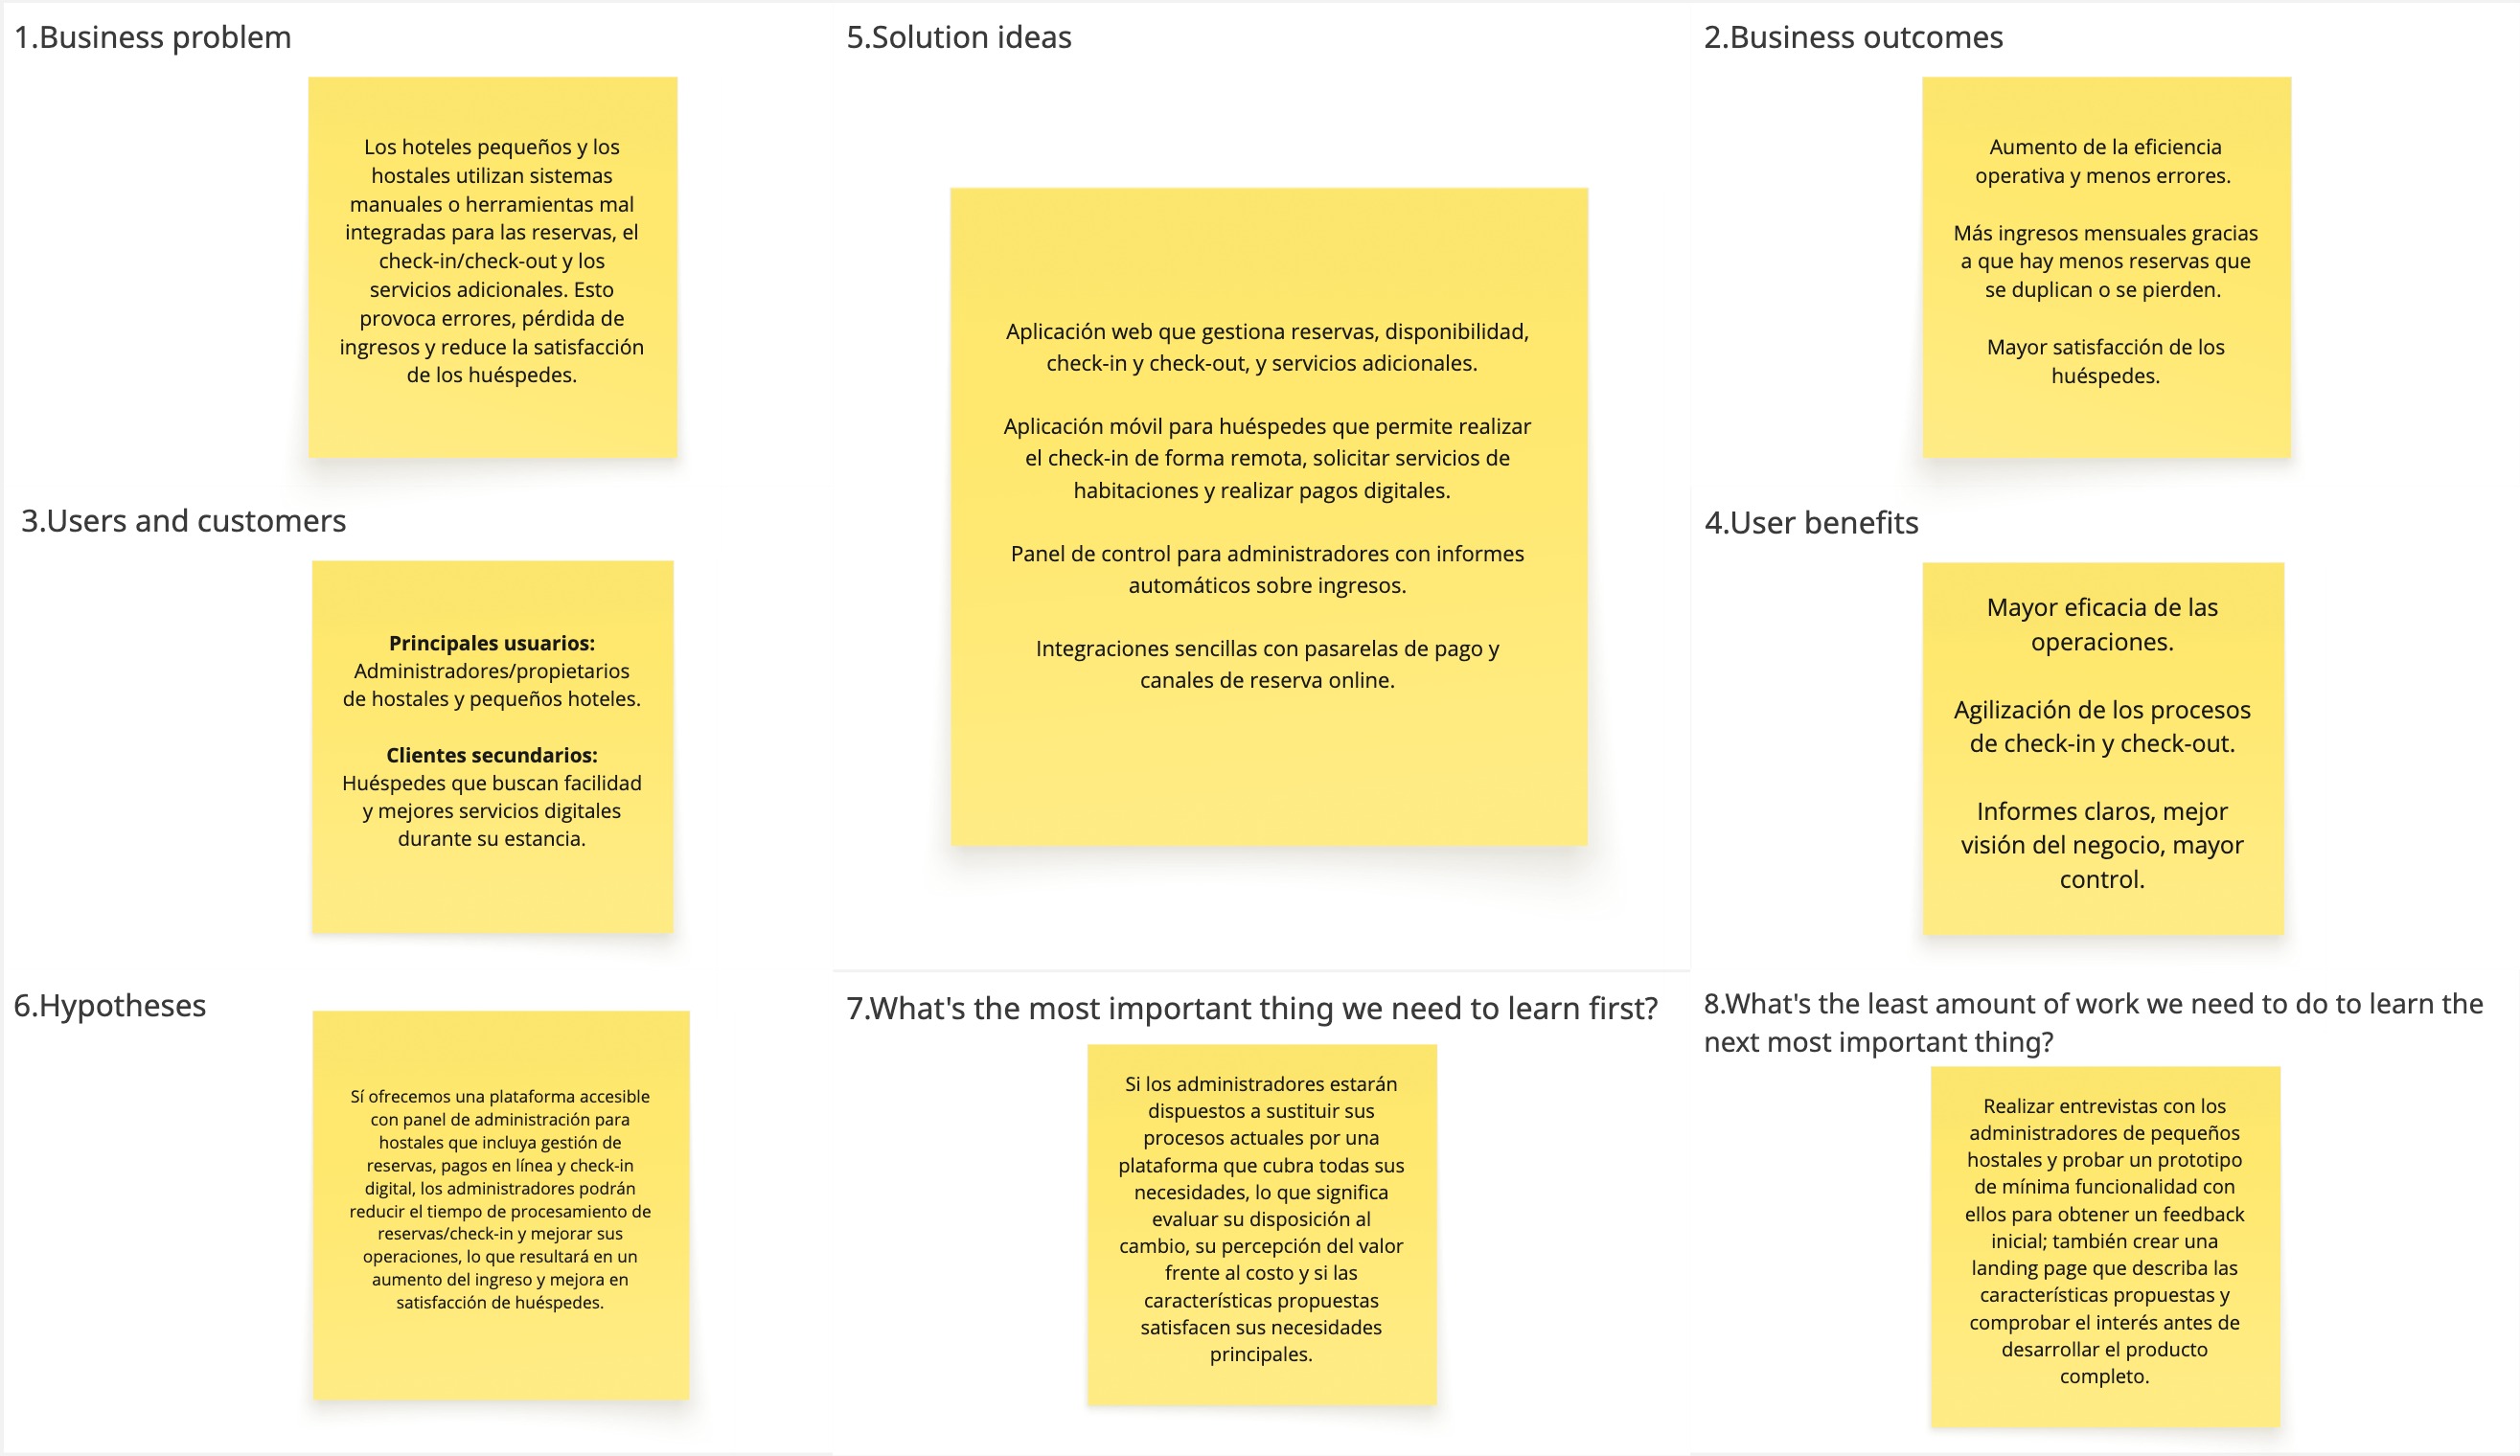 1.Business problem
Los hoteles pequeños y los
hostales utilizan sistemas
manuales o herramientas mal
integradas para las reservas, el
check-in/check-out y los
servicios adicionales. Esto
provoca errores, pérdida de
ingresos y reduce la satisfacción
de los huéspedes.
5.Solution ideas
Aplicación web que gestiona reservas, disponibilidad,
check-in y check-out, y servicios adicionales.
Aplicación móvil para huéspedes que permite realizar
el check-in de forma remota, solicitar servicios de
habitaciones y realizar pagos digitales.
Panel de control para administradores con informes
automáticos sobre ingresos.
Integraciones sencillas con pasarelas de pago y
canales de reserva online.
2.Business outcomes
Aumento de la eficiencia
operativa y menos errores.
Más ingresos mensuales gracias
a que hay menos reservas que
se duplican o se pierden.
Mayor satisfacción de los
huéspedes.
3.Users and customers
Principales usuarios:
Administradores/propietarios
de hostales y pequeños hoteles.
Clientes secundarios:
Huéspedes que buscan facilidad
y mejores servicios digitales
durante su estancia.
4.User benefits
Mayor eficacia de las
operaciones.
Agilización de los procesos
de check-in y check-out.
Informes claros, mejor
visión del negocio, mayor
control.
6.Hypotheses
Sí ofrecemos una plataforma accesible
con panel de administración para
hostales que incluya gestión de
reservas, pagos en línea y check-in
digital, los administradores podrán
reducir el tiempo de procesamiento de
reservas/check-in y mejorar sus
operaciones, lo que resultará en un
aumento del ingreso y mejora en
satisfacción de huéspedes.
7.What's the most important thing we need to learn first?
Si los administradores estarán
dispuestos a sustituir sus
procesos actuales por una
plataforma que cubra todas sus
necesidades, lo que significa
evaluar su disposición al
cambio, su percepción del valor
frente al costo y si las
características propuestas
satisfacen sus necesidades
principales.
8.What's the least amount of work we need to do to learn the
next most important thing?
Realizar entrevistas con los
administradores de pequeños
hostales y probar un prototipo
de mínima funcionalidad con
ellos para obtener un feedback
inicial; también crear una
landing page que describa las
características propuestas y
comprobar el interés antes de
desarrollar el producto
completo.